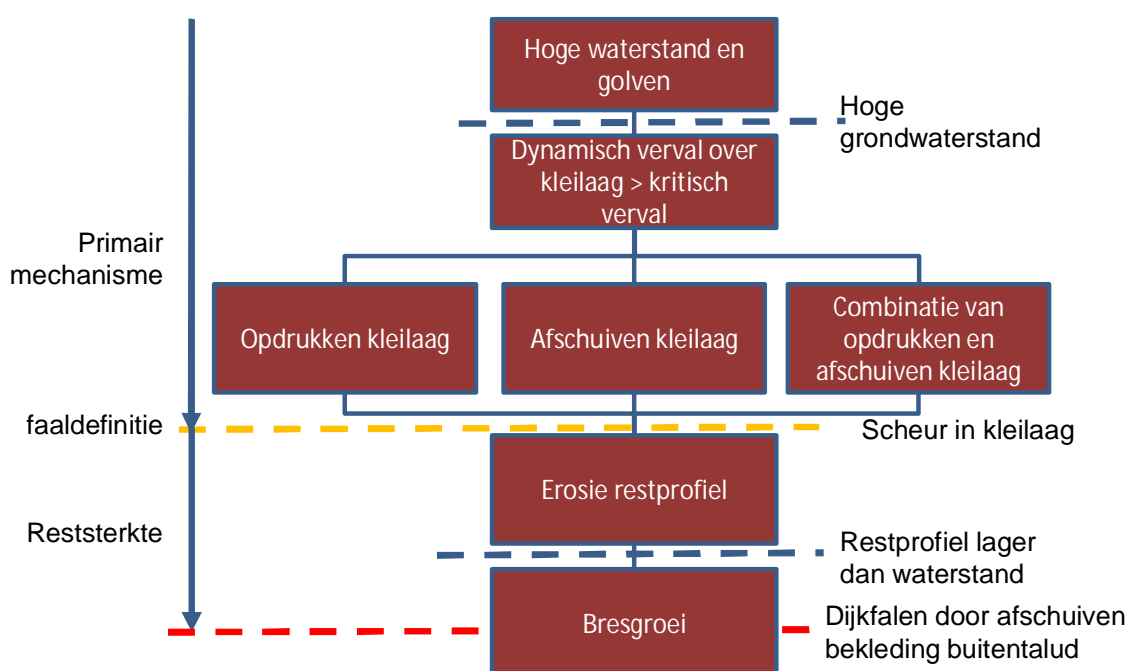 Hoge waterstand en
golven
Hoge
grondwaterstand
Dynamisch verval over
kleilaag > kritisch
verval
Primair
mechanisme
Opdrukken kleilaag
Afschuiven kleilaag
Combinatie van
opdrukken en
afschuiven kleilaag
faaldefinitie
Scheur in kleilaag
Erosie restprofiel
Reststerkte
Restprofiel lager
dan waterstand
Bresgroei
Dijkfalen door afschuiven
bekleding buitentalud